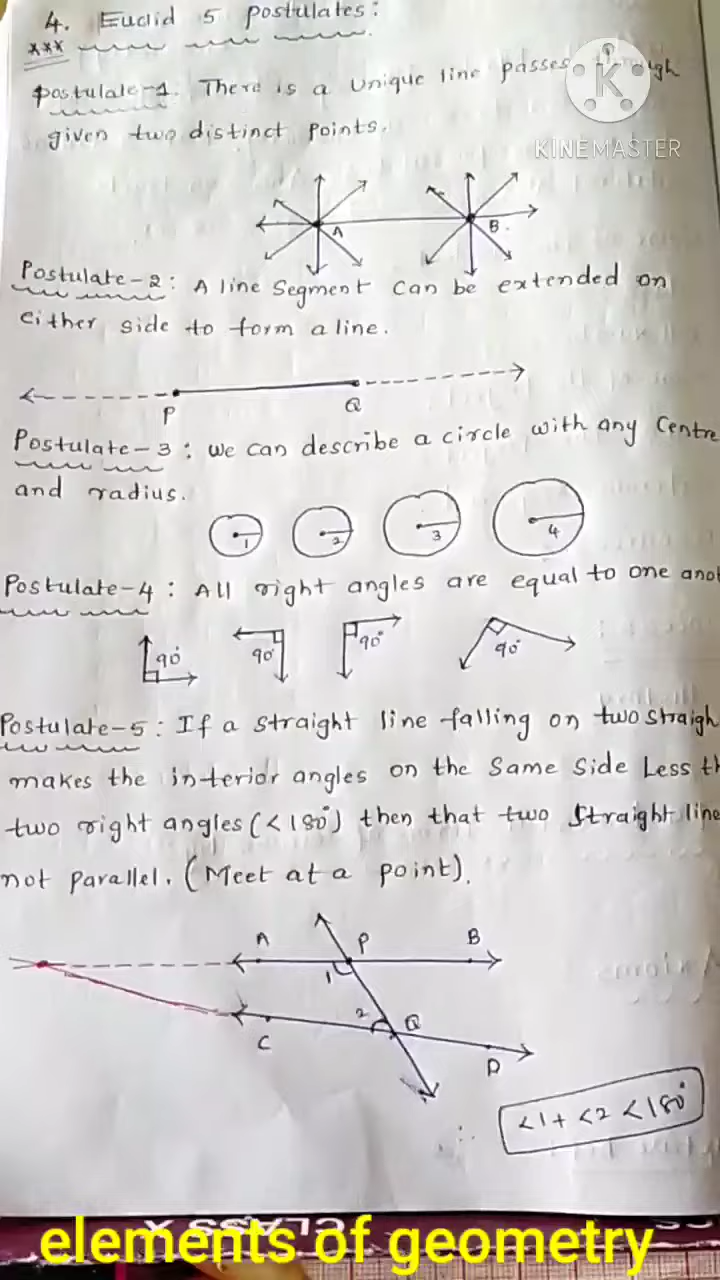 4. Euclid 5 Postulates:
***
Postulate-1. There is a unique line passes through
given two distinct points.
KINEMASTER
K
A
B.
Postulate-2: A line Segment Can be extended on
either side to form a line.
P
Q
Postulate-3: we can describe a circle with any Centre
and radius.
1 2 3 4
Postulate-4: All right angles are equal to one anot
90° 90° 90° 90°
Postulate-5: If a straight line falling on two straigh
makes the interior angles on the Same Side Less th
two right angles (<180°) then that two straight line
not parallel. (Meet at a point).
A P B
1
2 Q
C
D
∴ <1+ <2 <180°
CLASS X
elements of geometry